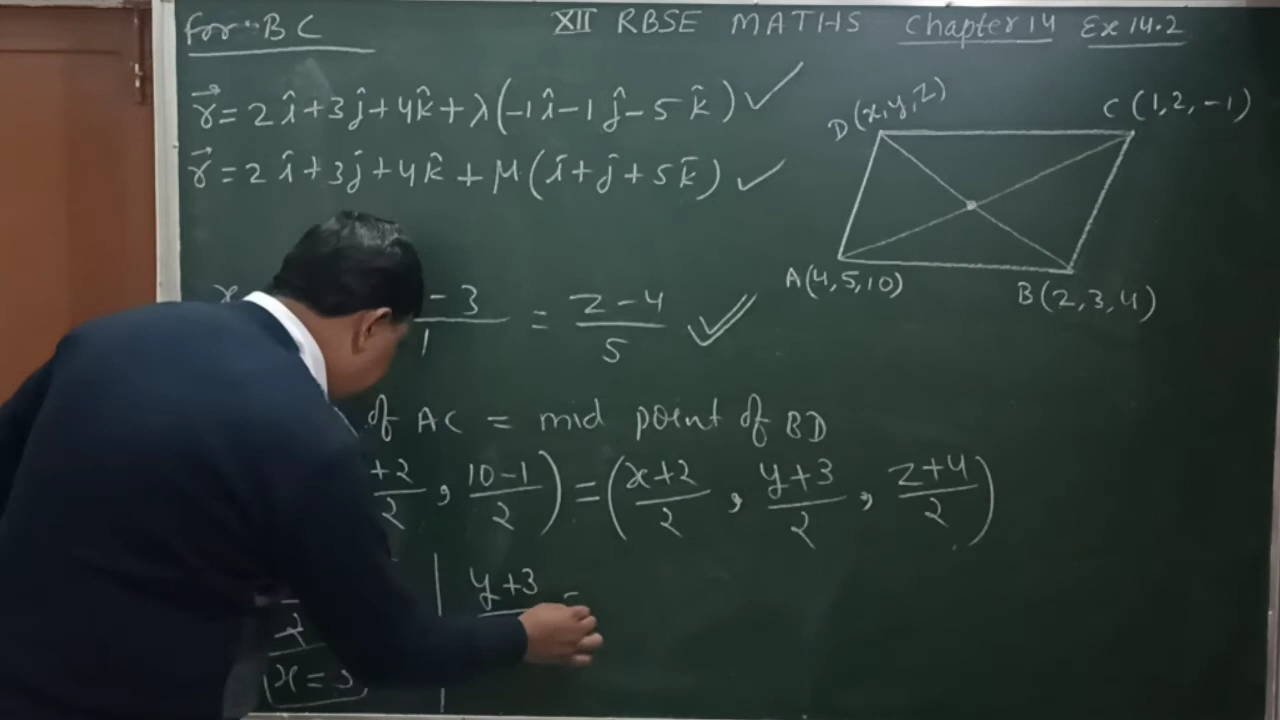 For BC
XII RBSE MATHS Chapter 14 Ex 14.2
r⃗ = 2î+3ĵ+4k̂+λ(-1î-1ĵ-5k̂) ✓
r⃗ = 2î+3ĵ+4k̂+μ(î+ĵ+5k̂) ✓
D(x,y,z)
C(1,2,-1)
A(4,5,10)
B(2,3,4)
-3/1 = z-4/5 ✓
of AC = mid point of BD
+2/2, 10-1/2) = (x+2/2, y+3/2, z+4/2)
y+3 =
2
x=3